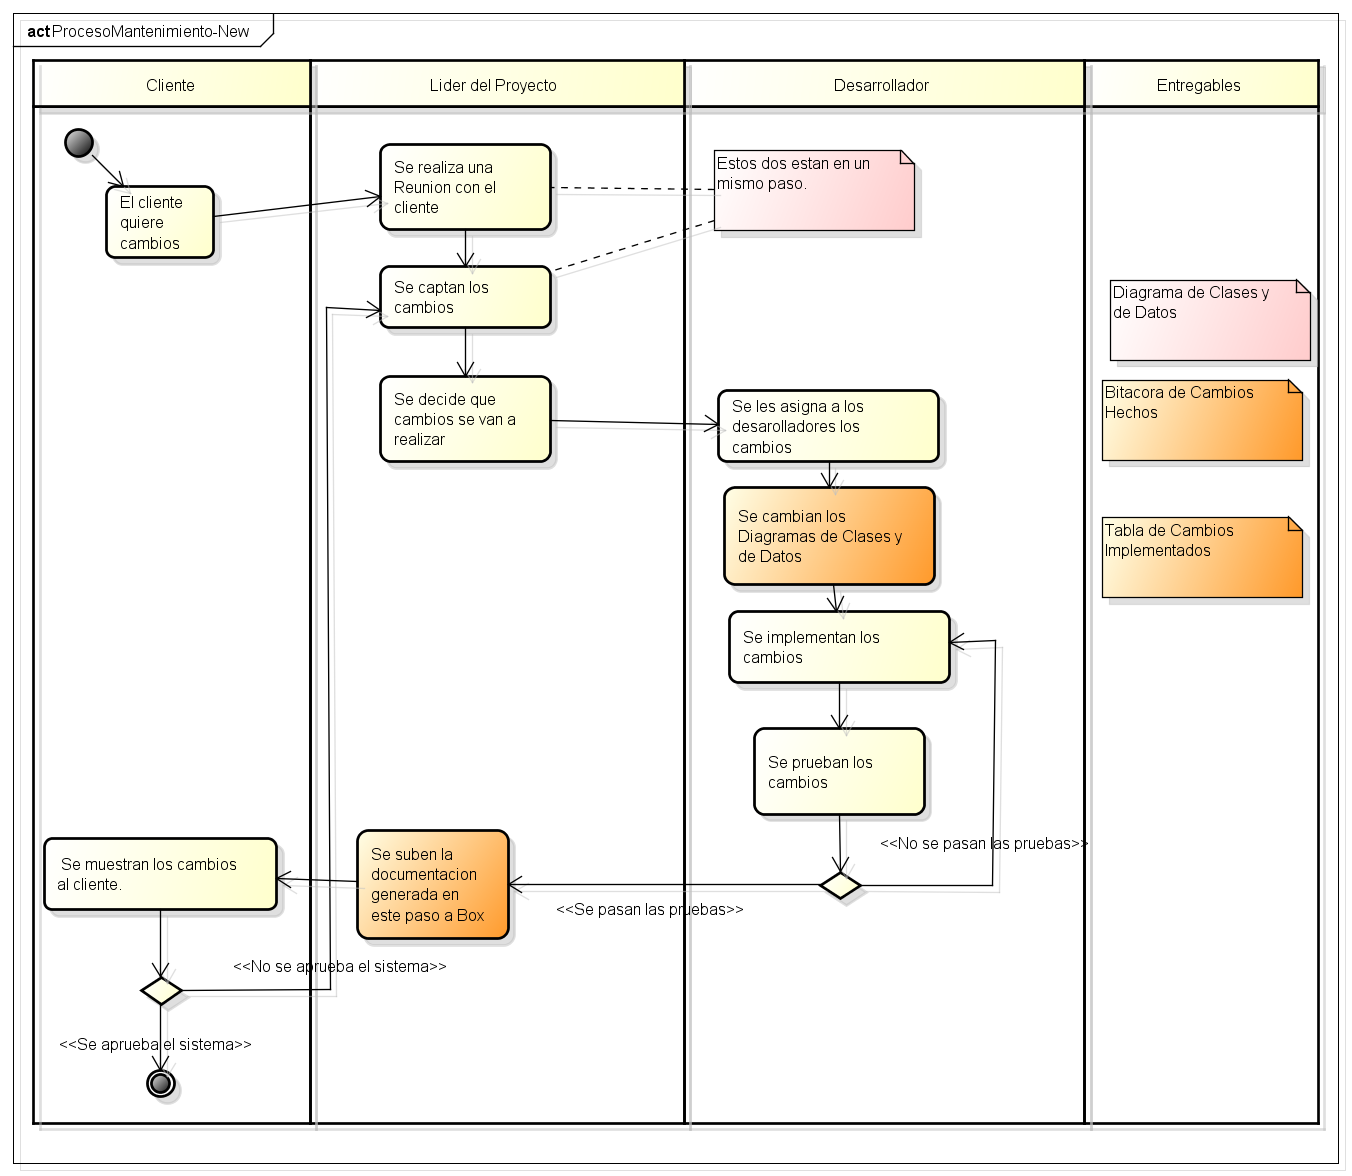 act ProcesoMantenimiento-New
Cliente
Lider del Proyecto
Desarrollador
Entregables
El cliente
quiere
cambios
Se realiza una
Reunion con el
cliente
Estos dos estan en un
mismo paso.
Se captan los
cambios
Diagrama de Clases y
de Datos
Se decide que
cambios se van a
realizar
Se les asigna a los
desarolladores los
cambios
Bitacora de Cambios
Hechos
Se cambian los
Diagramas de Clases y
de Datos
Tabla de Cambios
Implementados
Se implementan los
cambios
Se prueban los
cambios
<<No se pasan las pruebas>>
Se muestran los cambios
al cliente.
Se suben la
documentacion
generada en
este paso a Box
<<Se pasan las pruebas>>
<<No se aprueba el sistema>>
<<Se aprueba el sistema>>